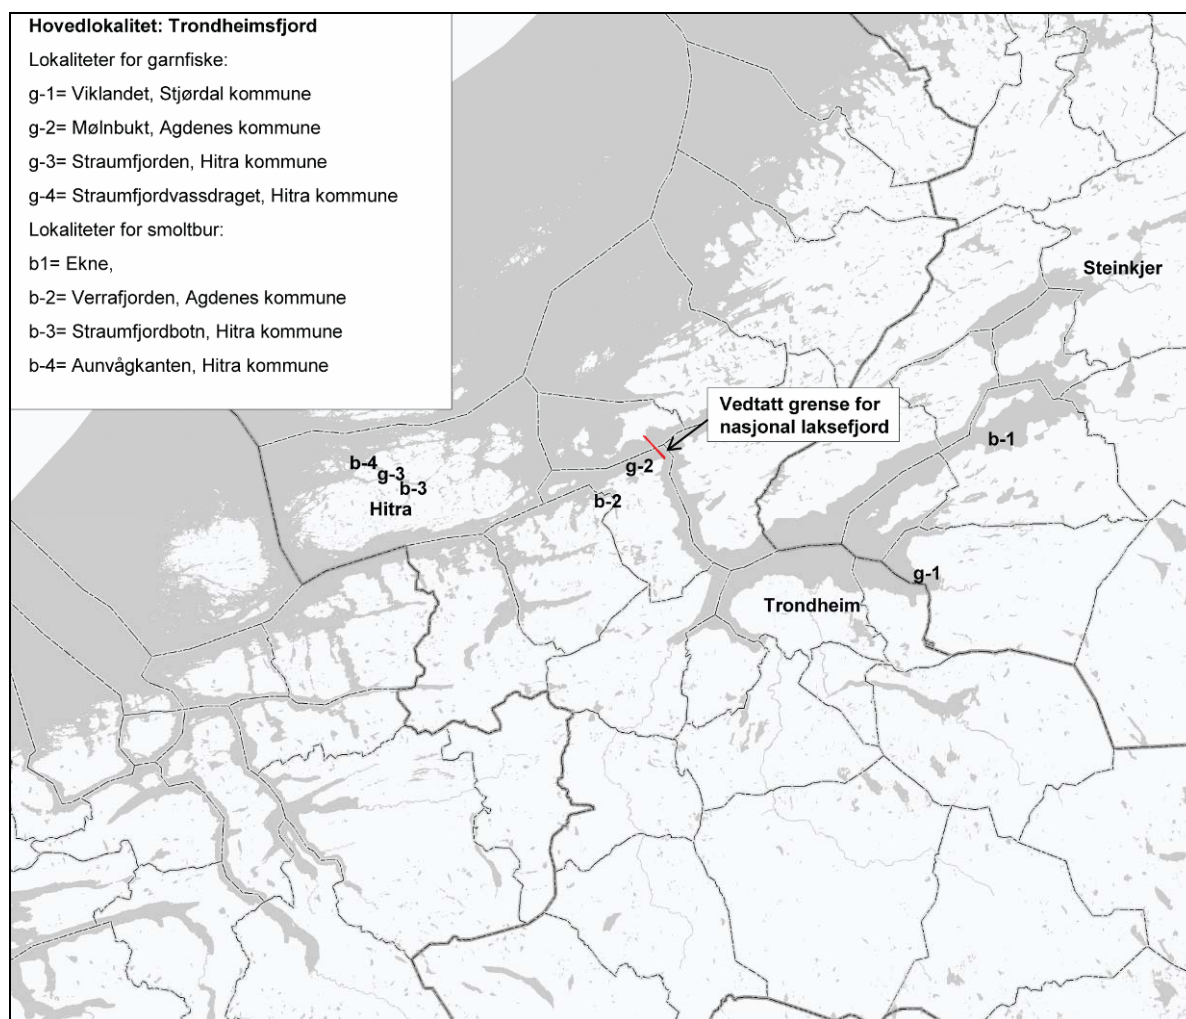 Hovedlokalitet: Trondheimsfjord
Lokaliteter for garnfiske:
g-1= Viklandet, Stjørdal kommune
g-2= Mølnbukt, Agdenes kommune
g-3= Straumfjorden, Hitra kommune
g-4= Straumfjordvassdraget, Hitra kommune
Lokaliteter for smoltbur:
b1= Ekne,
b-2= Verrafjorden, Agdenes kommune
b-3= Straumfjordbotn, Hitra kommune
b-4= Aunvågkanten, Hitra kommune
Steinkjer
Vedtatt grense for
nasjonal laksefjord
b-1
b-4
g-3
b-3
Hitra
g-2
b-2
g-1
Trondheim